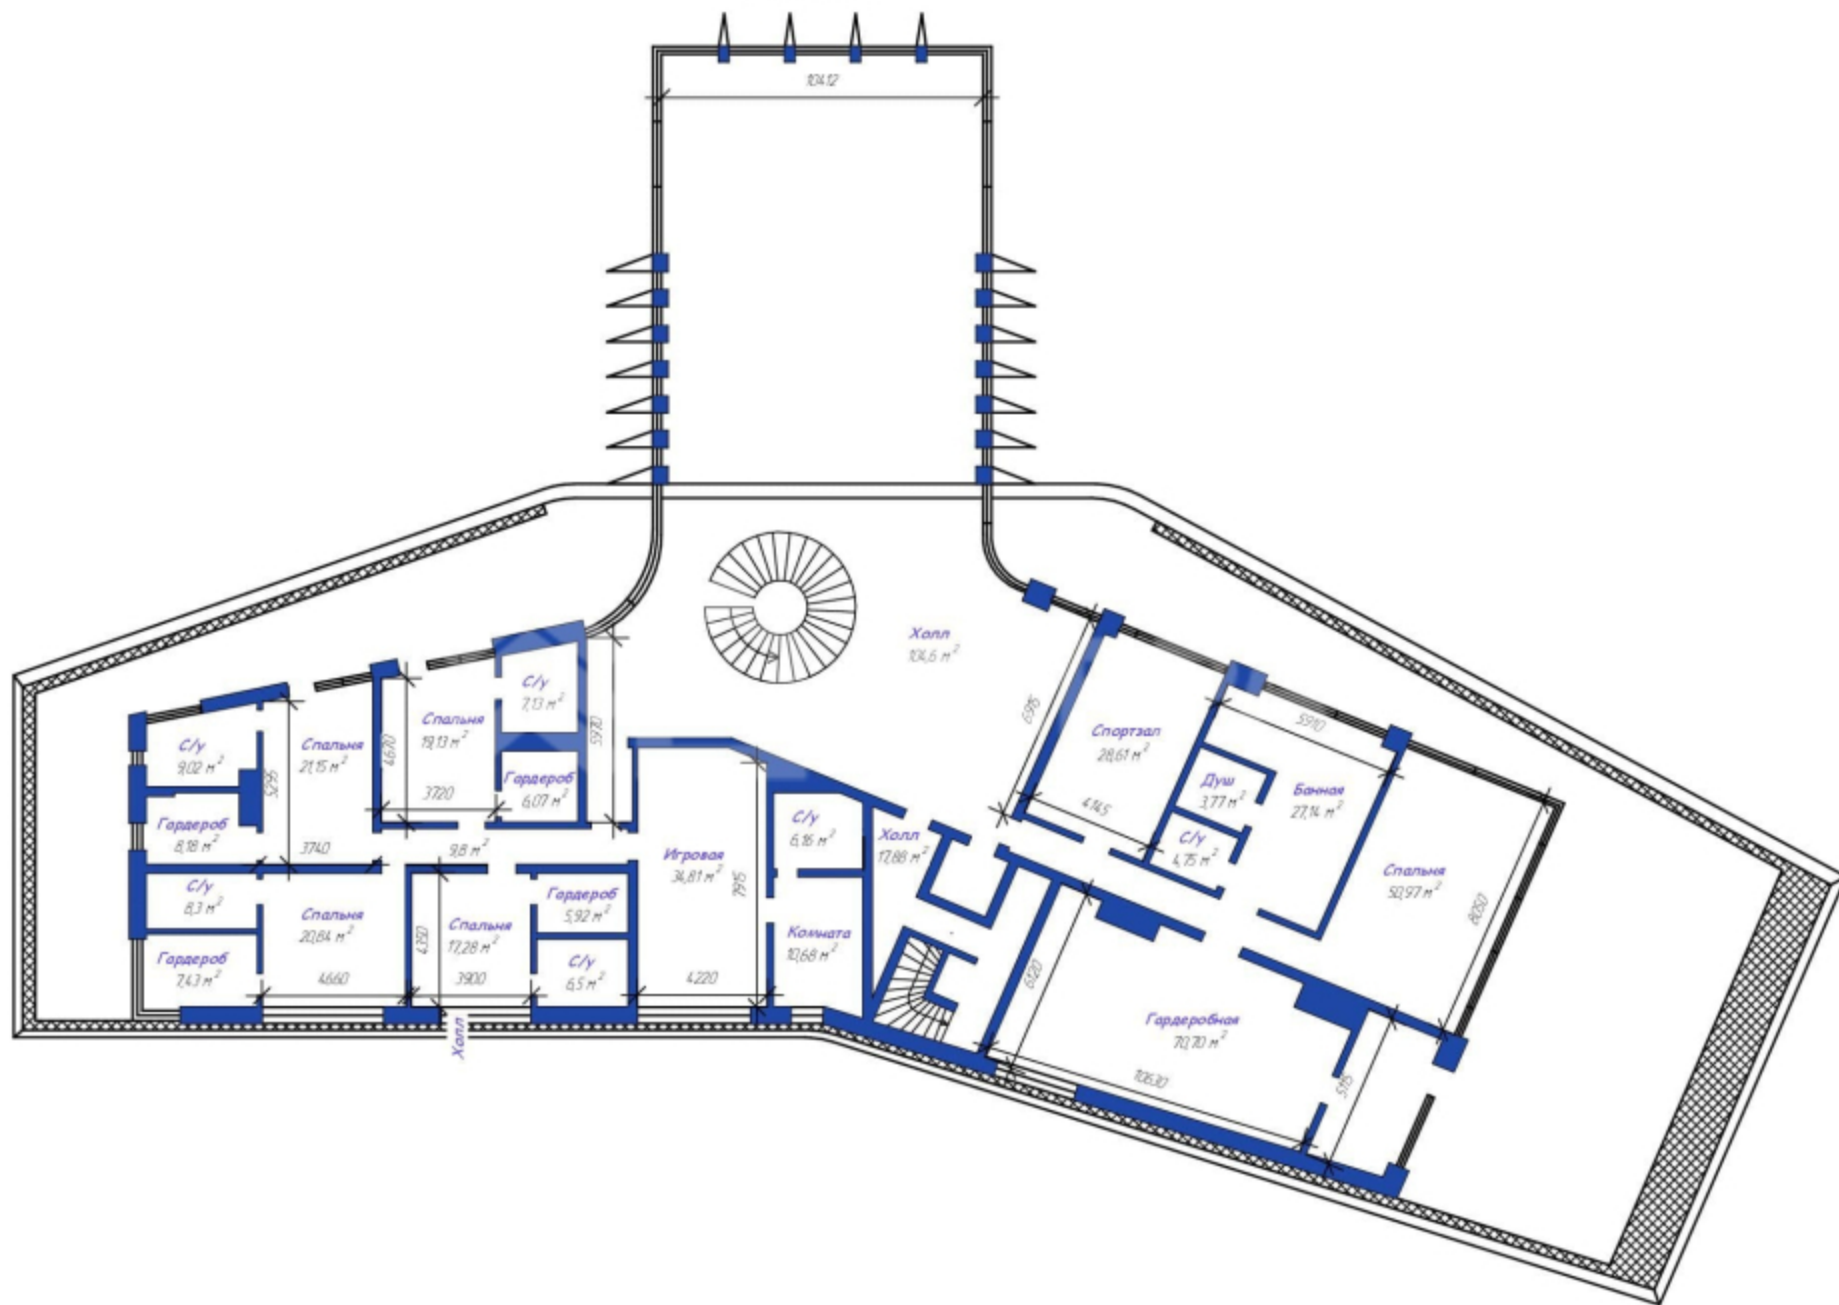 10412
Холл
104,6 м²
С/у
7,13 м²
Спальня
19,13 м²
Спальня
21,15 м²
С/у
9,02 м²
5970
4670
5295
6915
5910
Спортзал
28,61 м²
Душ
3,77 м²
Ванная
27,14 м²
Гардероб
6,07 м²
3720
4145
Гардероб
8,18 м²
3740
9,8 м²
Игровая
34,81 м²
7915
С/у
6,16 м²
Холл
17,88 м²
С/у
4,75 м²
Спальня
50,97 м²
8050
С/у
8,3 м²
Спальня
20,84 м²
Спальня
17,28 м²
4350
Гардероб
5,92 м²
Комната
10,68 м²
Гардероб
7,43 м²
4660
3900
С/у
6,5 м²
4220
6120
Гардеробная
70,70 м²
Холл
10630
5115